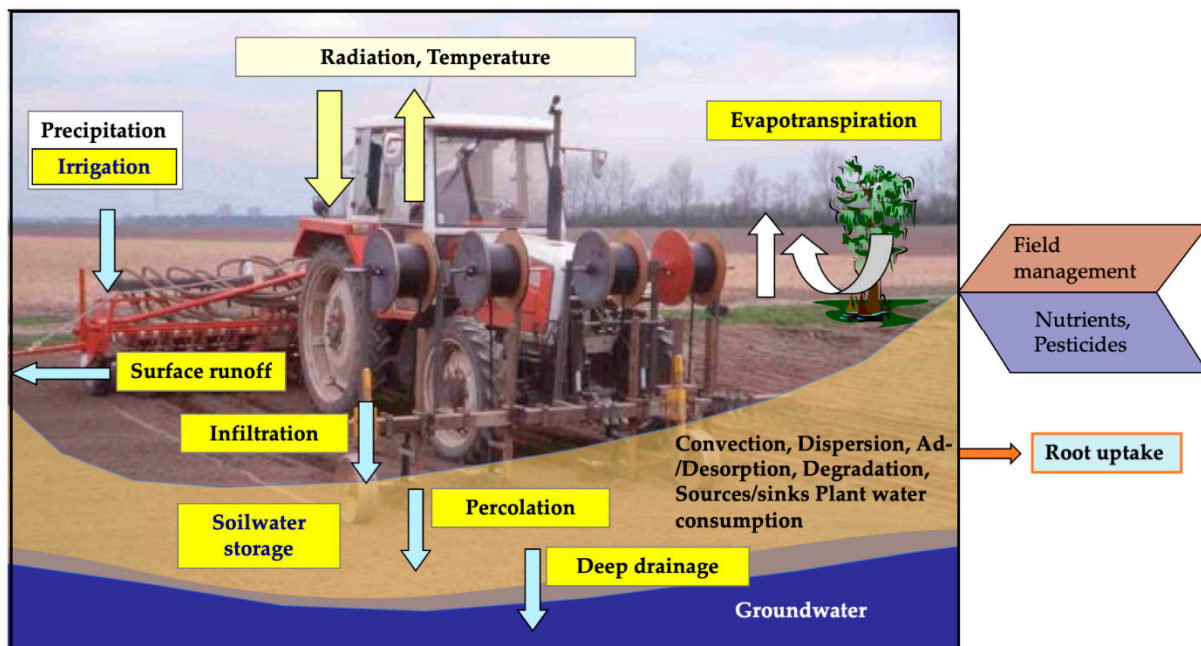 Radiation, Temperature
Precipitation
Irrigation
Evapotranspiration
Field
management
Nutrients,
Pesticides
Surface runoff
Infiltration
Convection, Dispersion, Ad-
/Desorption, Degradation,
Sources/sinks Plant water
consumption
Root uptake
Percolation
Soilwater
storage
Deep drainage
Groundwater